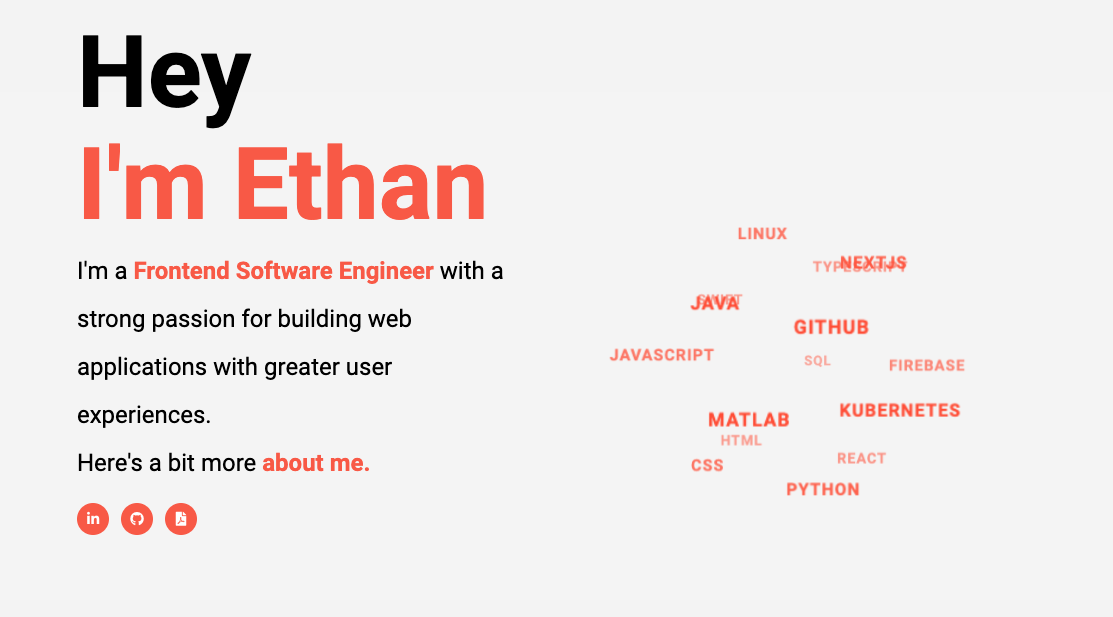 Hey
I'm Ethan
I'm a Frontend Software Engineer with a
strong passion for building web
applications with greater user
experiences.
Here's a bit more about me.
in
LINUX
NEXTJS
TYPESCRIPT
SWIFT
JAVA
GITHUB
JAVASCRIPT
SQL
FIREBASE
KUBERNETES
MATLAB
HTML
REACT
CSS
PYTHON